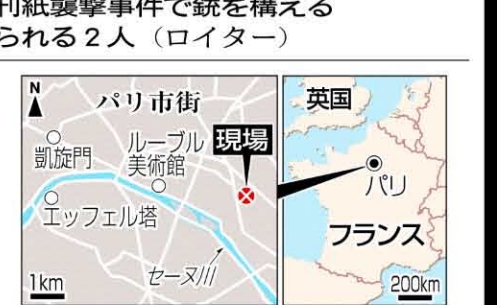 刊紙襲撃事件で銃を構える
られる２人（ロイター）
N
パリ市街
凱旋門
ルーブル
美術館
現場
エッフェル塔
セーヌ川
1km
英国
パリ
フランス
200km